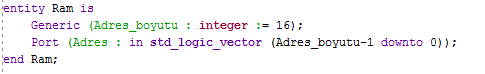 entity Ram is
    Generic (Adres_boyutu : integer := 16);
    Port (Adres : in std_logic_vector (Adres_boyutu-1 downto 0));
end Ram;